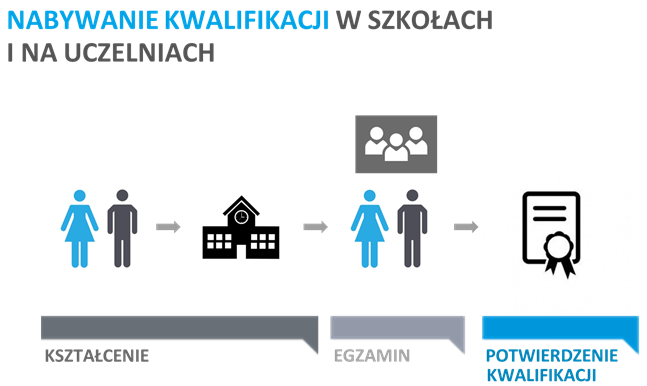 NABYWANIE KWALIFIKACJI W SZKOŁACH
I NA UCZELNIACH
KSZTAŁCENIE
EGZAMIN
POTWIERDZENIE
KWALIFIKACJI